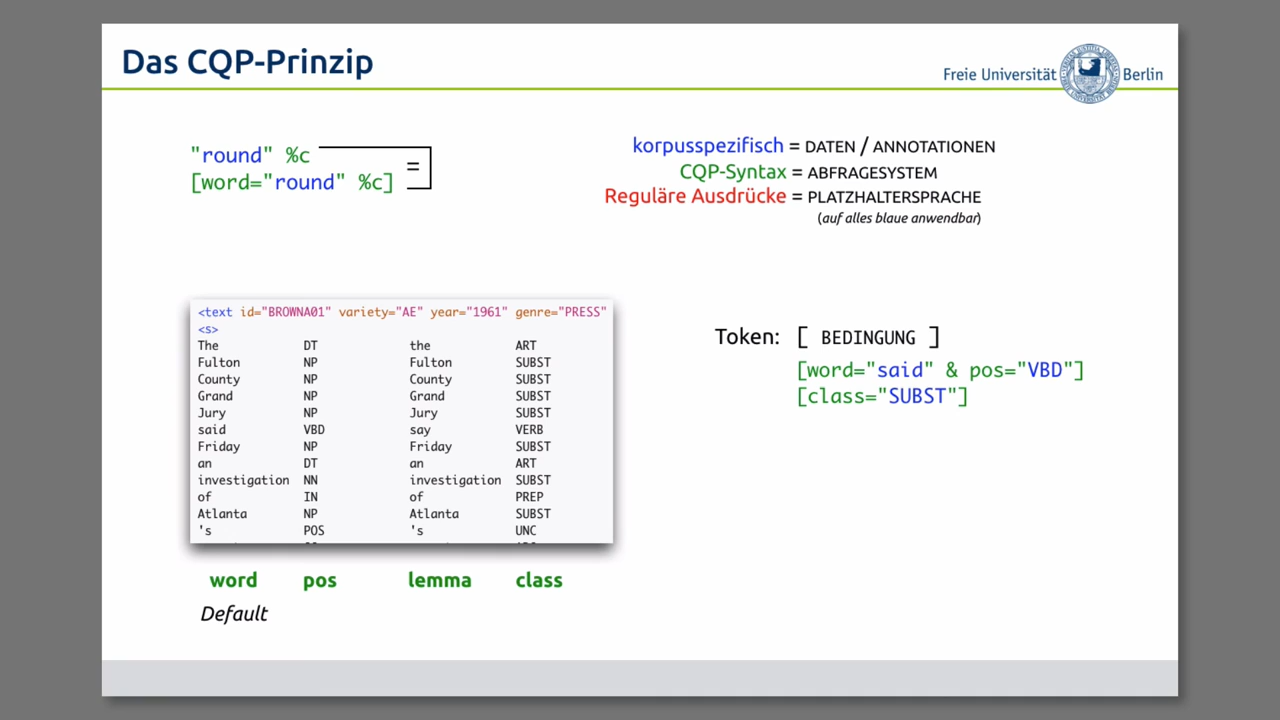 Das CQP-Prinzip
Freie Universität Berlin
"round" %c
[word="round" %c]
=
korpusspezifisch = DATEN / ANNOTATIONEN
CQP-Syntax = ABFRAGESYSTEM
Reguläre Ausdrücke = PLATZHALTERSPRACHE
(auf alles blaue anwendbar)
<text id="BROWNA01" variety="AE" year="1961" genre="PRESS"
<s>
The DT the ART
Fulton NP Fulton SUBST
County NP County SUBST
Grand NP Grand SUBST
Jury NP Jury SUBST
said VBD say VERB
Friday NP Friday SUBST
an DT an ART
investigation NN investigation SUBST
of IN of PREP
Atlanta NP Atlanta SUBST
's POS 's UNC
word pos lemma class
Default
Token: [ BEDINGUNG ]
[word="said" & pos="VBD"]
[class="SUBST"]